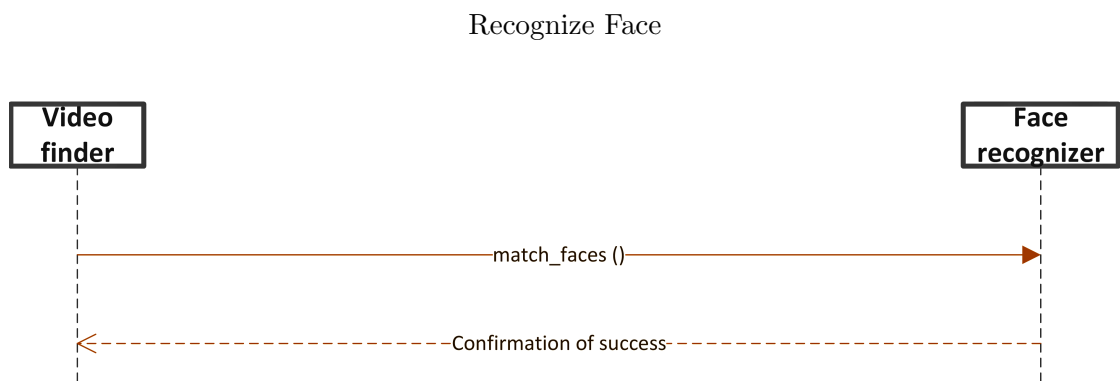 Recognize Face
Video
finder
Face
recognizer
match_faces ()
Confirmation of success